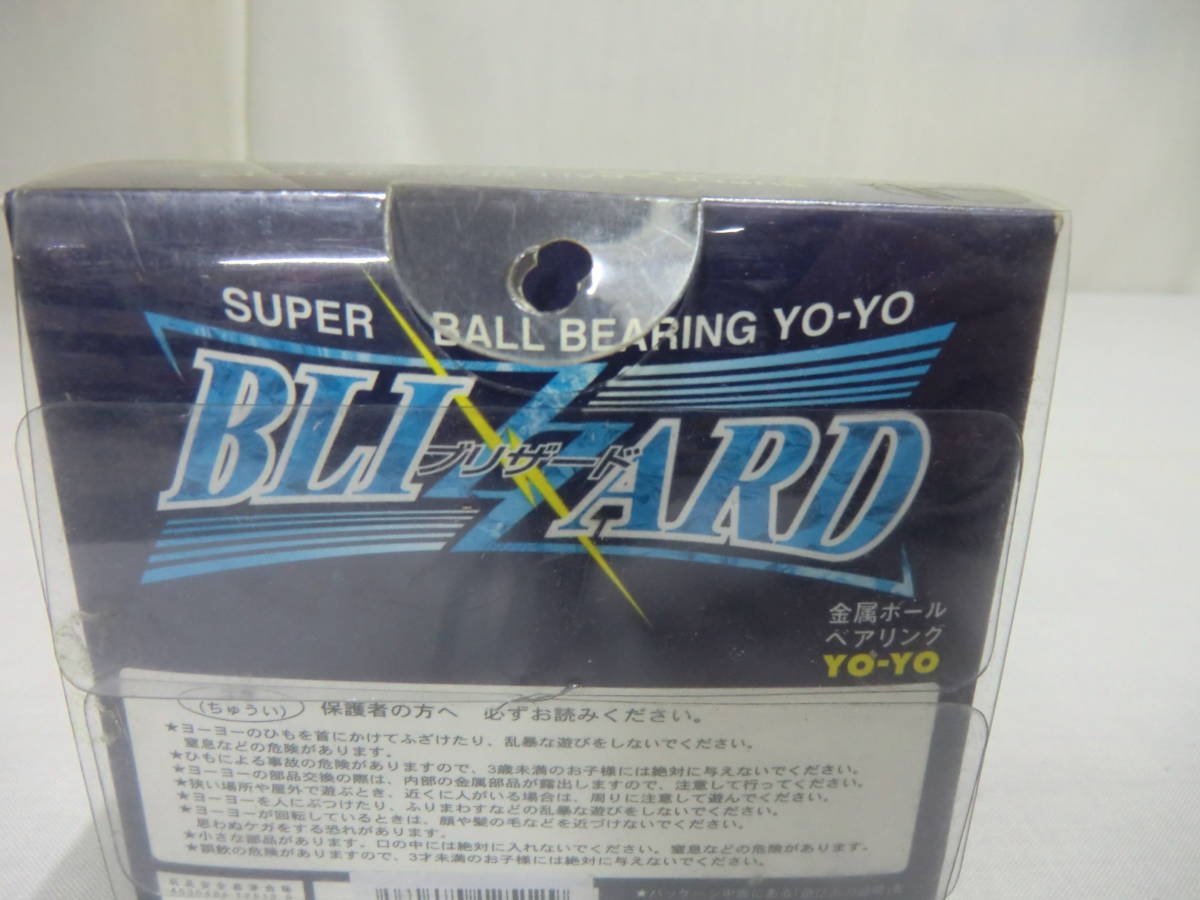 SUPER BALL BEARING YO-YO
BLIZZARD
ブリザード
金属ボール
ベアリング
YO-YO
(ちゅうい) 保護者の方へ 必ずお読みください。
★ヨーヨーのひもを首にかけてふざけたり、乱暴な遊びをしないでください。
窒息などの危険があります。
★ひもによる事故の危険がありますので、3歳未満のお子様には絶対に与えないでください。
★ヨーヨーの部品交換の際は、内部の金属部品が露出しますので、注意して行ってください。
★狭い場所や屋外で遊ぶとき、近くに人がいる場合は、周りに注意して遊んでください。
★ヨーヨーを人にぶつけたり、ふりまわすなどの乱暴な遊びをしないでください。
★ヨーヨーが回転しているときは、顔や髪の毛などを近づけないでください。
思わぬケガをする恐れがあります。
★小さな部品があります。口の中には絶対に入れないでください。窒息などの危険があります。
★誤飲の危険がありますので、3才未満のお子様には絶対に与えないでください。